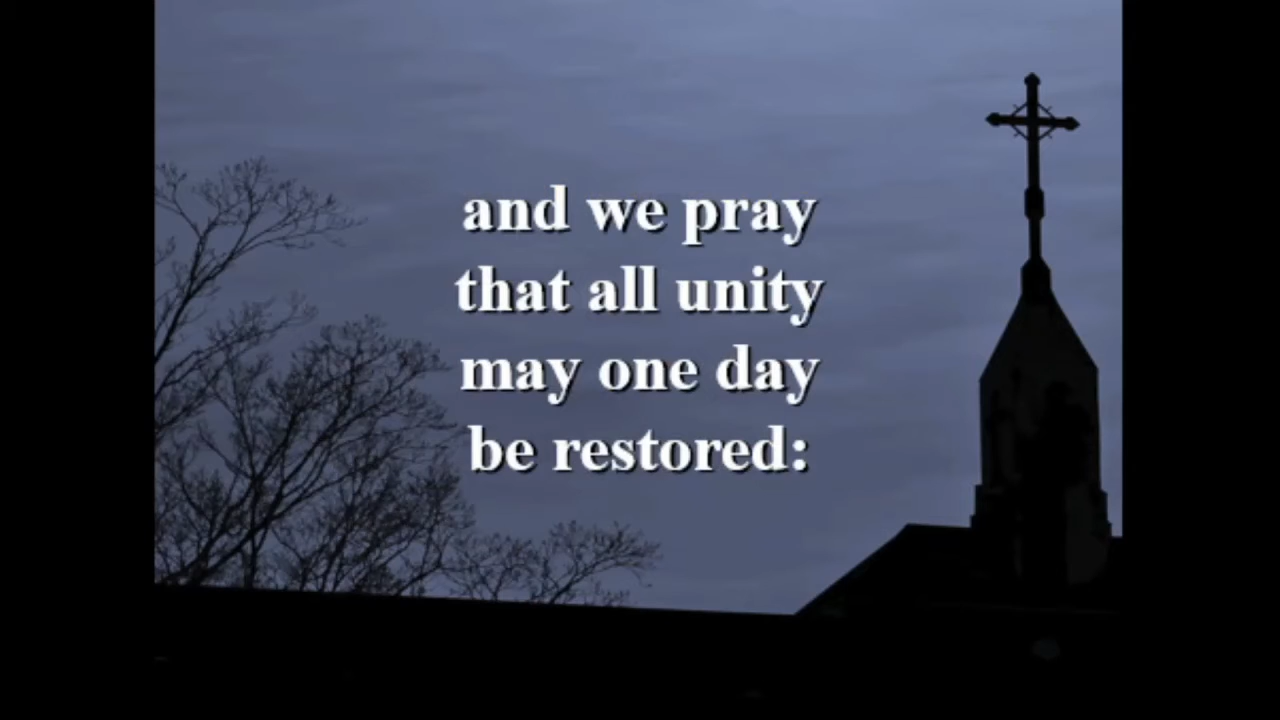 and we pray
that all unity
may one day
be restored: